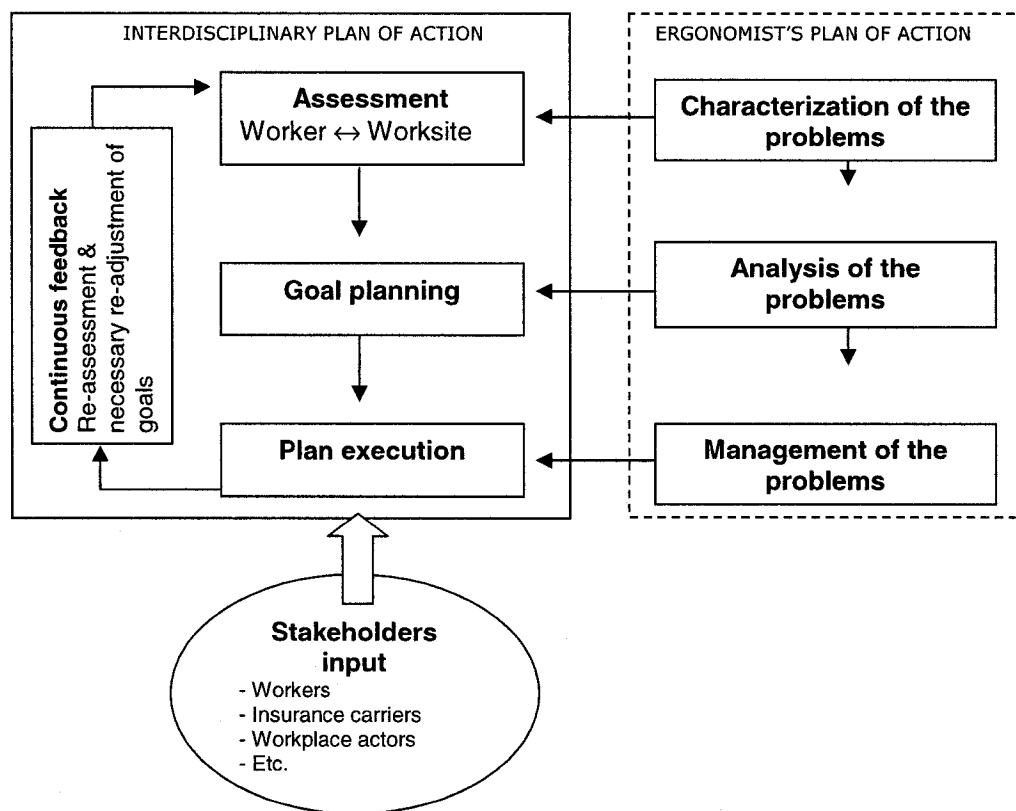 INTERDISCIPLINARY PLAN OF ACTION
Assessment
Worker ↔ Worksite
Goal planning
Plan execution
Continuous feedback
Re-assessment &
necessary re-adjustment of
goals
ERGONOMIST'S PLAN OF ACTION
Characterization of the
problems
Analysis of the
problems
Management of the
problems
Stakeholders
input
- Workers
- Insurance carriers
- Workplace actors
- Etc.